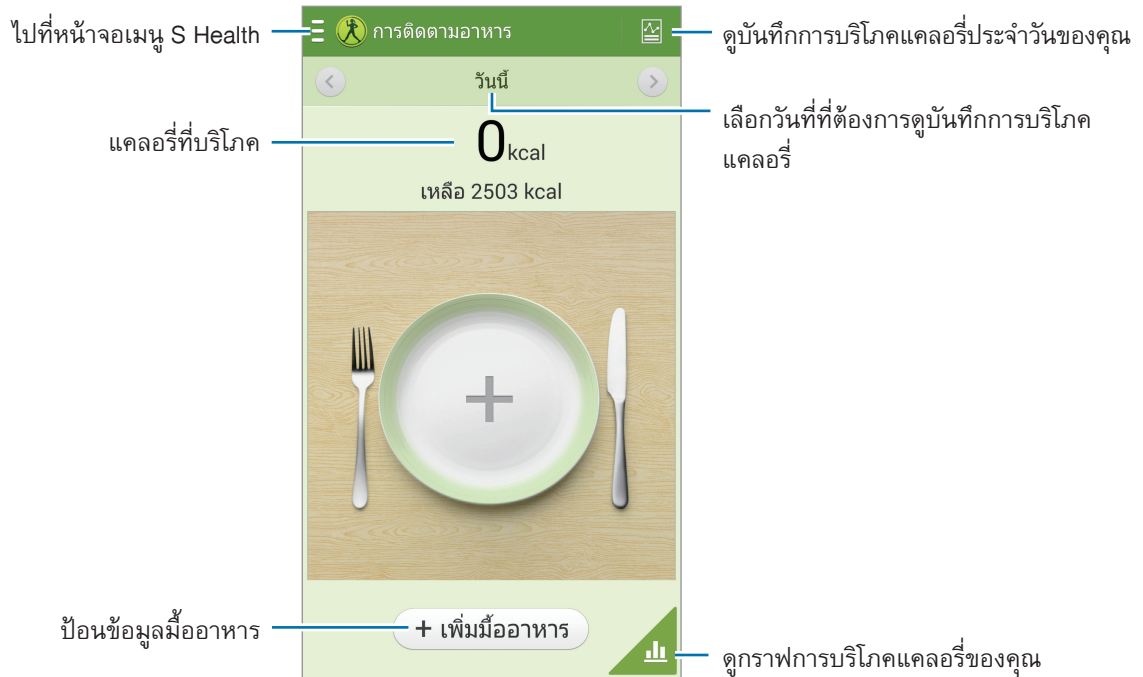 ไปที่หน้าจอเมนู S Health
การติดตามอาหาร
ดูบันทึกการบริโภคแคลอรี่ประจำวันของคุณ
วันนี้
เลือกวันที่ที่ต้องการดูบันทึกการบริโภค
แคลอรี่
แคลอรี่ที่บริโภค
0 kcal
เหลือ 2503 kcal
ป้อนข้อมูลมื้ออาหาร
+ เพิ่มมื้ออาหาร
ดูกราฟการบริโภคแคลอรี่ของคุณ